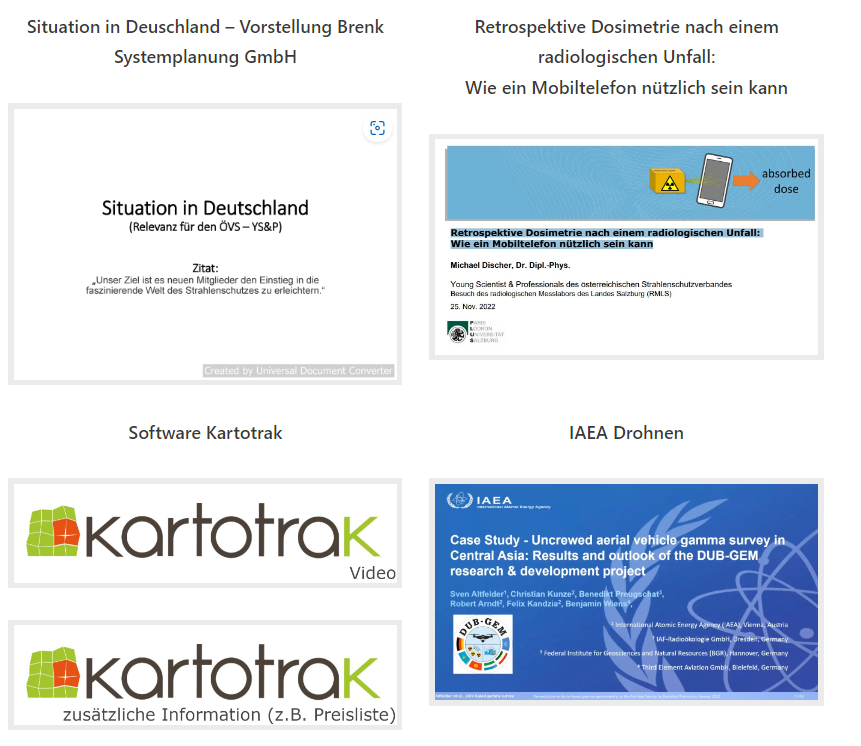 Situation in Deuschland – Vorstellung Brenk
Systemplanung GmbH
Situation in Deutschland
(Relevanz für den ÖVS – YS&P)
Zitat:
„Unser Ziel ist es neuen Mitglieder den Einstieg in die
faszinierende Welt des Strahlenschutzes zu erleichtern.“
Created by Universal Document Converter
Retrospektive Dosimetrie nach einem
radiologischen Unfall:
Wie ein Mobiltelefon nützlich sein kann
absorbed
dose
Retrospektive Dosimetrie nach einem radiologischen Unfall:
Wie ein Mobiltelefon nützlich sein kann
Michael Discher, Dr. Dipl.-Phys.
Young Scientist & Professionals des österreichischen Strahlenschutzverbandes
Besuch des radiologischen Messlabors des Landes Salzburg (RMLS)
25. Nov. 2022
PARIS
LODRON
UNIVERSITÄT
SALZBURG
Software Kartotrak
kartotrak
Video
kartotrak
zusätzliche Information (z.B. Preisliste)
IAEA Drohnen
IAEA
International Atomic Energy Agency
Case Study - Uncrewed aerial vehicle gamma survey in
Central Asia: Results and outlook of the DUB-GEM
research & development project
Sven Altfelder¹, Christian Kunze², Benedikt Preugschat³,
Robert Arndt², Felix Kandzia², Benjamin Wiens⁴,
DUB-GEM
¹ International Atomic Energy Agency (IAEA), Vienna, Austria
² IAF-Radioökologie GmbH, Dresden, Germany
³ Federal Institute for Geosciences and Natural Resources (BGR), Hannover, Germany
⁴ Third Element Aviation GmbH, Bielefeld, Germany